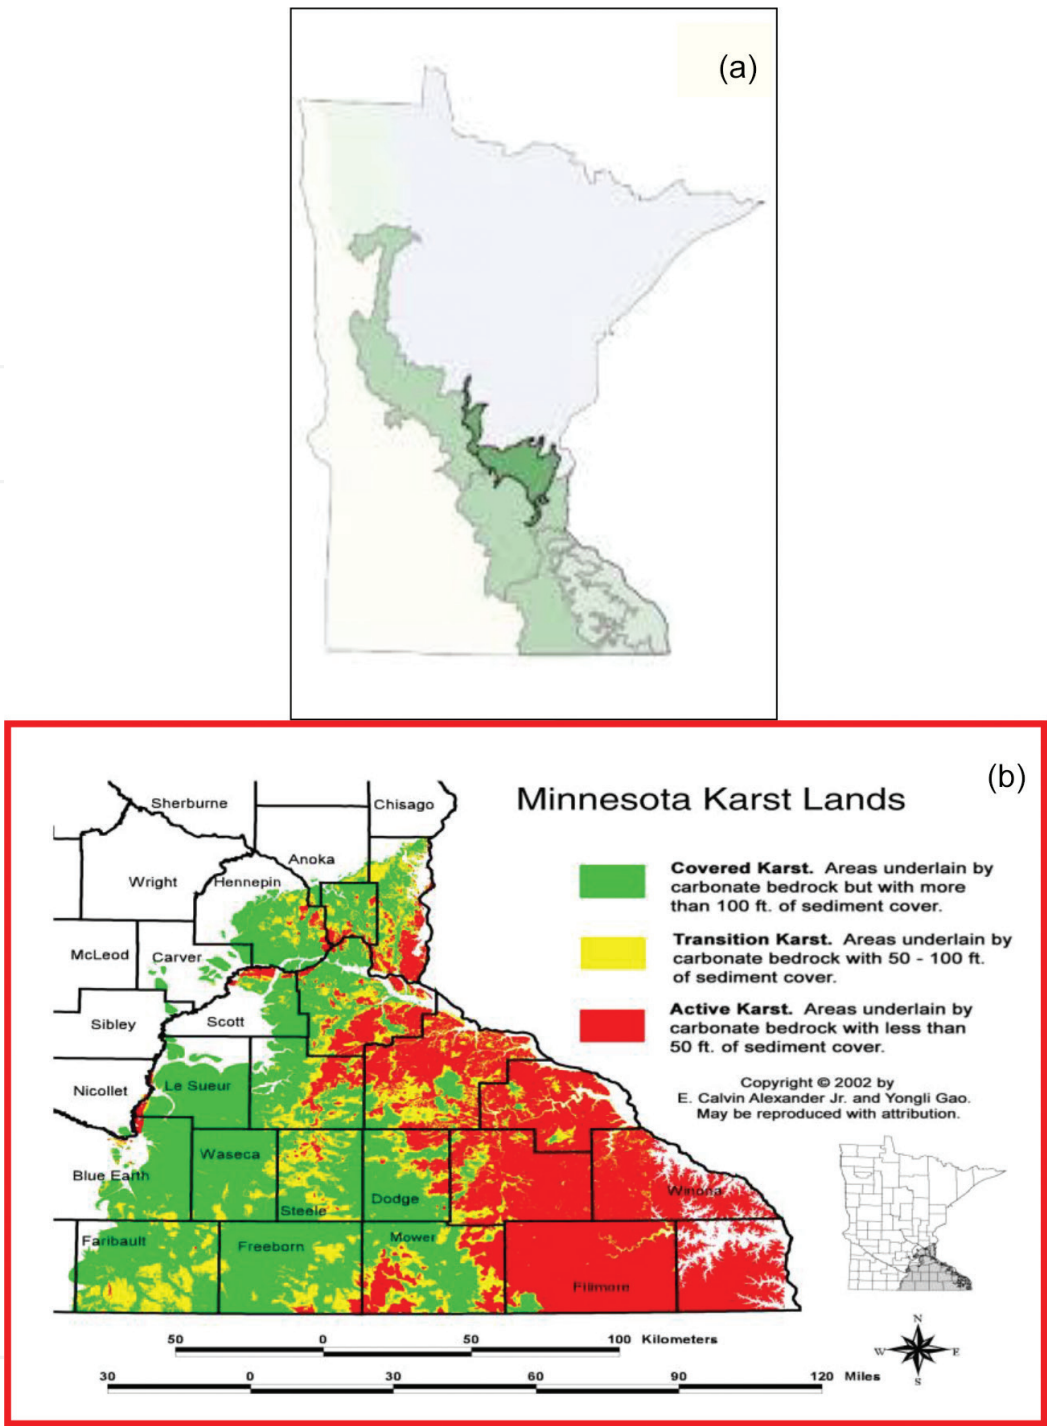 (a)
(b)
Minnesota Karst Lands
Sherburne
Chisago
Anoka
Wright
Hennepin
McLeod
Carver
Sibley
Scott
Nicollet
Le Sueur
Waseca
Blue Earth
Dodge
Steele
Winona
Faribault
Freeborn
Mower
Fillmore
Covered Karst. Areas underlain by
carbonate bedrock but with more
than 100 ft. of sediment cover.
Transition Karst. Areas underlain by
carbonate bedrock with 50 - 100 ft.
of sediment cover.
Active Karst. Areas underlain by
carbonate bedrock with less than
50 ft. of sediment cover.
Copyright © 2002 by
E. Calvin Alexander Jr. and Yongli Gao.
May be reproduced with attribution.
N
W E
S
50 0 50 100 Kilometers
30 0 30 60 90 120 Miles